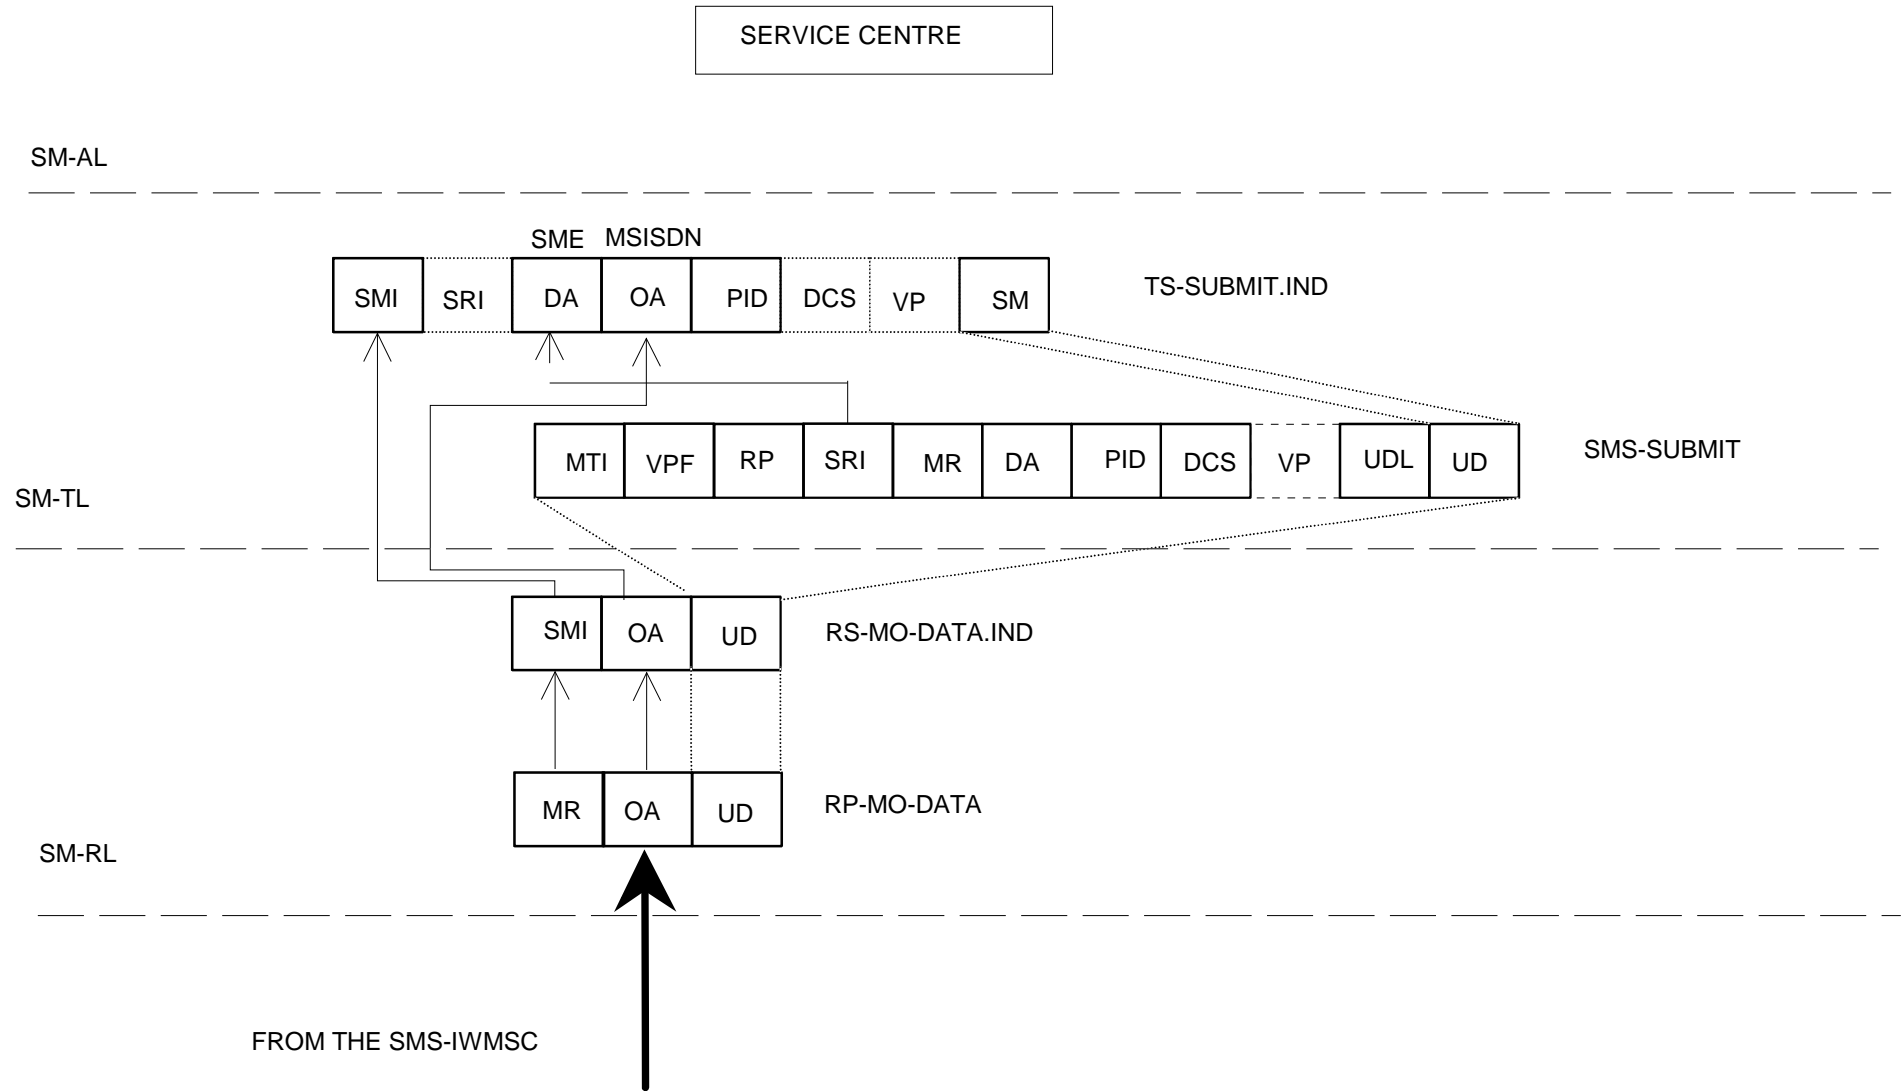 SERVICE CENTRE
SM-AL
SME MSISDN
SMI SRI DA OA PID DCS VP SM TS-SUBMIT.IND
MTI VPF RP SRI MR DA PID DCS VP UDL UD SMS-SUBMIT
SM-TL
SMI OA UD RS-MO-DATA.IND
MR OA UD RP-MO-DATA
SM-RL
FROM THE SMS-IWMSC